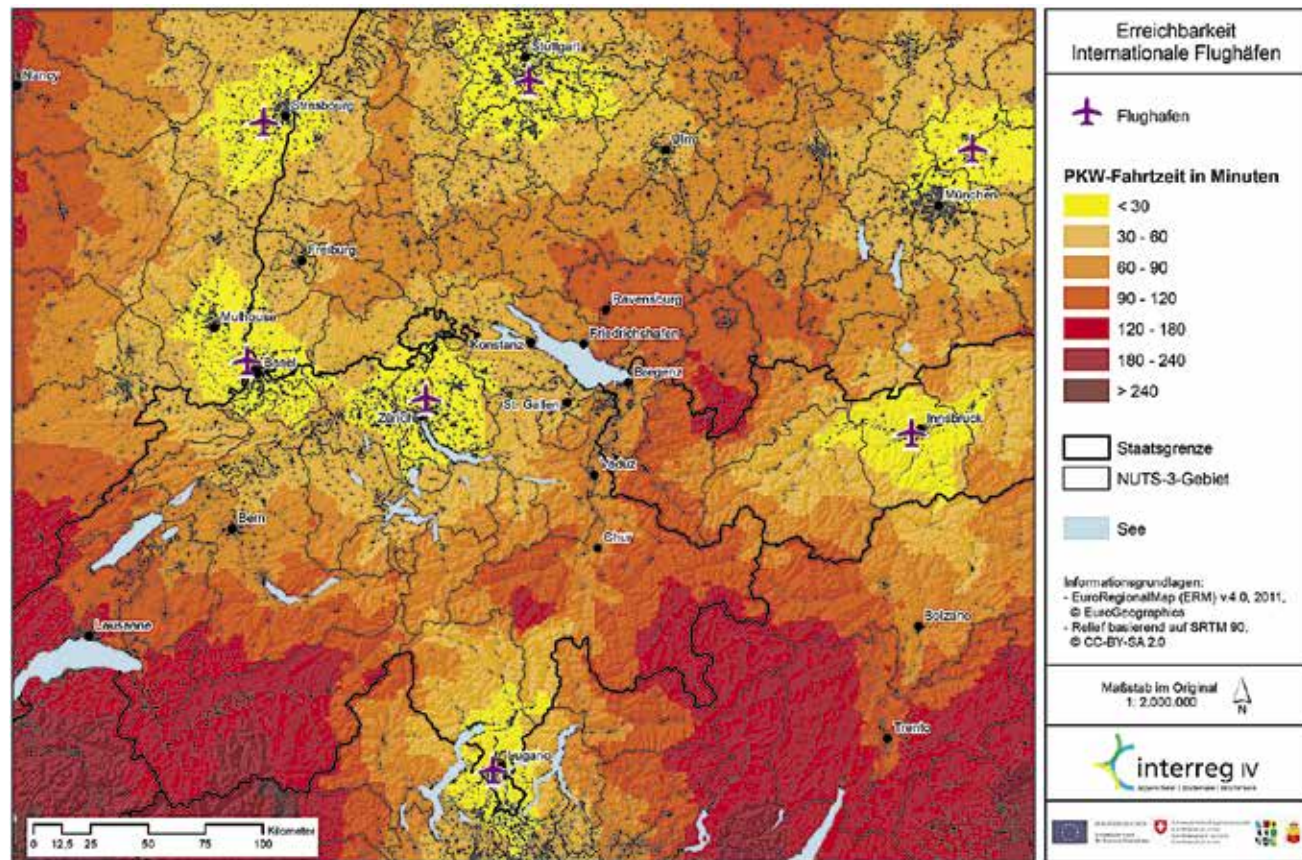 Erreichbarkeit
Internationale Flughäfen
Flughafen
PKW-Fahrtzeit in Minuten
< 30
30 - 60
60 - 90
90 - 120
120 - 180
180 - 240
> 240
Staatsgrenze
NUTS-3-Gebiet
See
Informationsgrundlagen:
- EuroRegionalMap (ERM) v.4.0, 2011,
© EuroGeographics
- Relief basierend auf SRTM 90,
© CC-BY-SA 2.0
Maßstab im Original
1: 2.000.000
N
interreg IV
Nancy
Strasbourg
Stuttgart
Ulm
München
Freiburg
Mulhouse
Basel
Ravensburg
Friedrichshafen
Konstanz
Bregenz
St. Gallen
Zürich
Innsbruck
Vaduz
Bern
Chur
Lausanne
Bolzano
Trento
Lugano
Kilometer
0 12,5 25 50 75 100